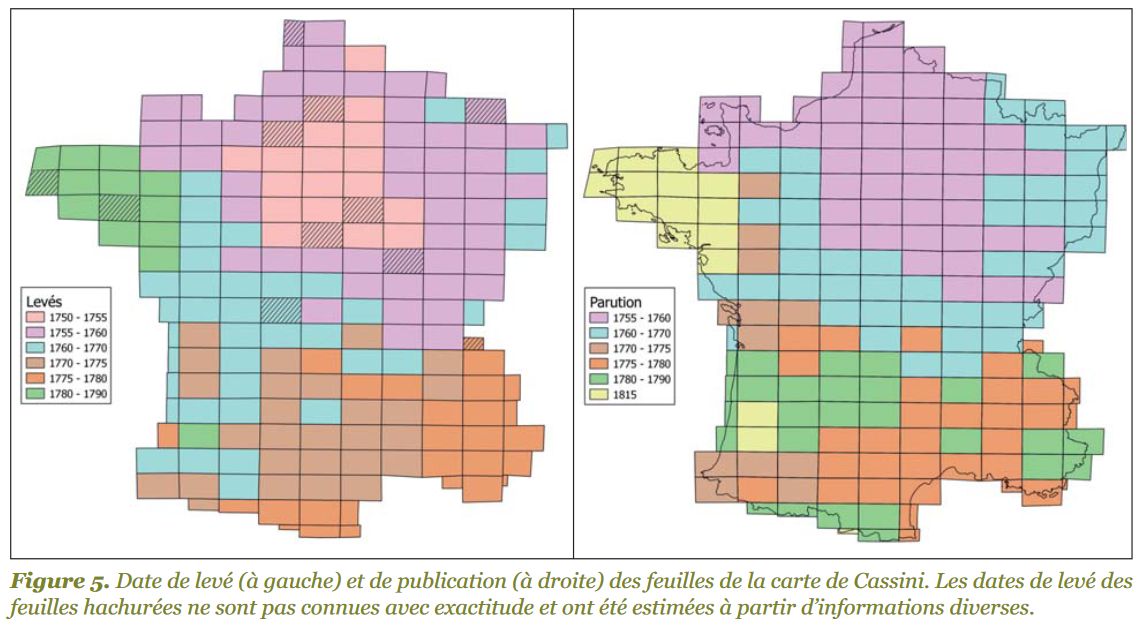 Levés
1750 - 1755
1755 - 1760
1760 - 1770
1770 - 1775
1775 - 1780
1780 - 1790
Parution
1755 - 1760
1760 - 1770
1770 - 1775
1775 - 1780
1780 - 1790
1815
Figure 5. Date de levé (à gauche) et de publication (à droite) des feuilles de la carte de Cassini. Les dates de levé des
feuilles hachurées ne sont pas connues avec exactitude et ont été estimées à partir d’informations diverses.